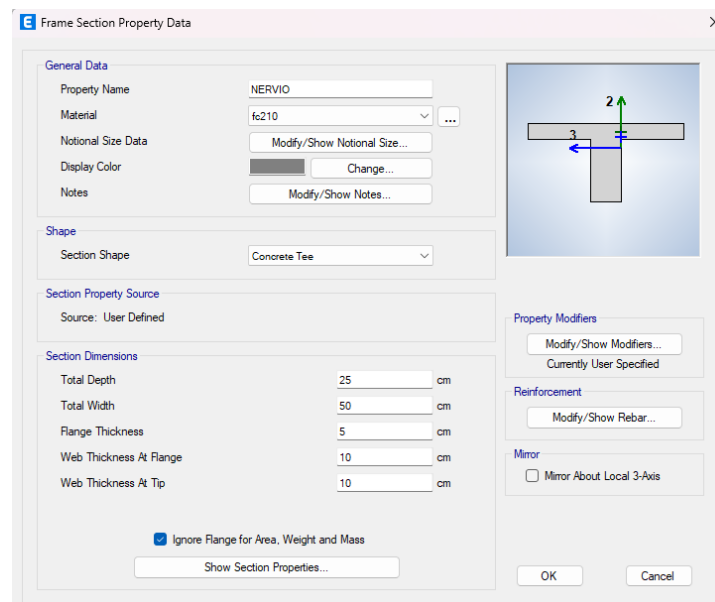 E Frame Section Property Data
General Data
Property Name NERVIO
Material fc210 ...
Notional Size Data Modify/Show Notional Size...
Display Color Change...
Notes Modify/Show Notes...
2
3
Shape
Section Shape Concrete Tee
Section Property Source
Source: User Defined
Property Modifiers
Modify/Show Modifiers...
Currently User Specified
Section Dimensions
Total Depth 25 cm
Total Width 50 cm
Flange Thickness 5 cm
Web Thickness At Flange 10 cm
Web Thickness At Tip 10 cm
Reinforcement
Modify/Show Rebar...
Mirror
Mirror About Local 3-Axis
Ignore Flange for Area, Weight and Mass
Show Section Properties...
OK Cancel